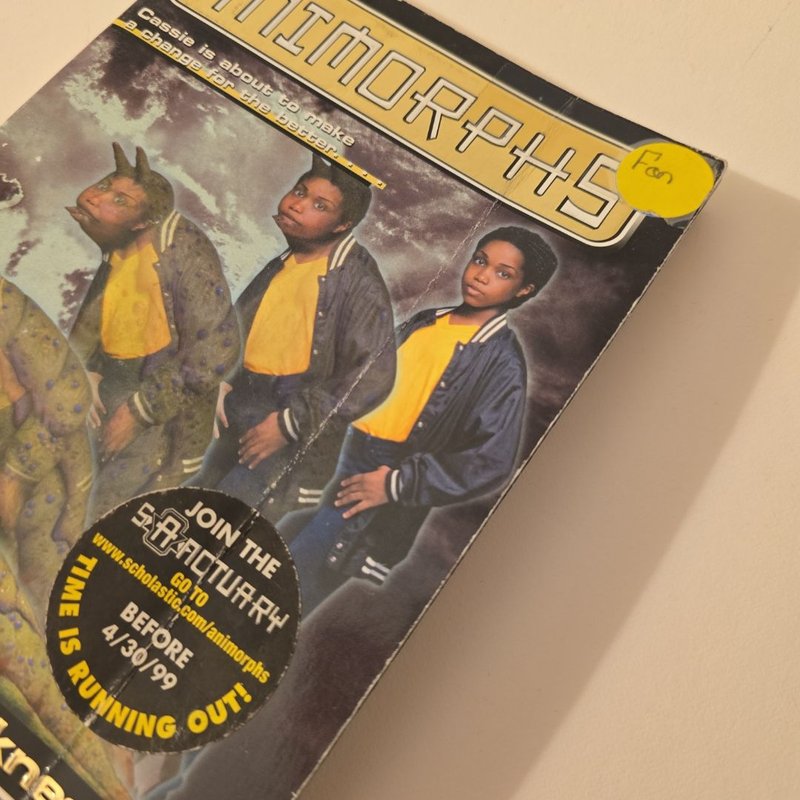 ANIMORPHS
Cassie is about to make
a change for the better....
JOIN THE
SANCTUARY
GO TO
www.scholastic.com/animorphs
BEFORE
4/30/99
TIME IS RUNNING OUT!